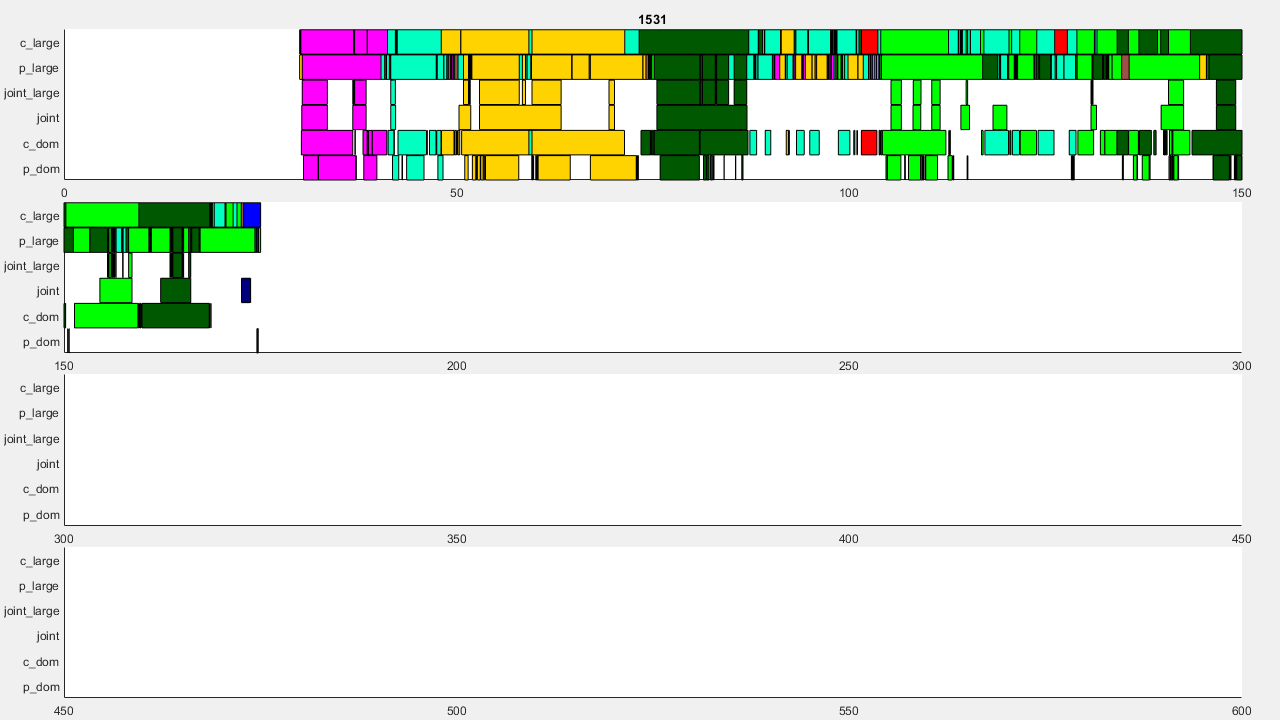 1531
c_large
p_large
joint_large
joint
c_dom
p_dom
0 50 100 150
c_large
p_large
joint_large
joint
c_dom
p_dom
150 200 250 300
c_large
p_large
joint_large
joint
c_dom
p_dom
300 350 400 450
c_large
p_large
joint_large
joint
c_dom
p_dom
450 500 550 600